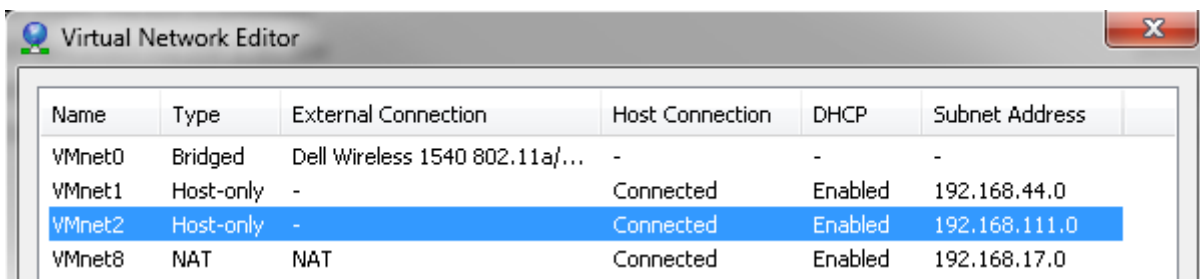 Virtual Network Editor
Name Type External Connection Host Connection DHCP Subnet Address
VMnet0 Bridged Dell Wireless 1540 802.11a/... - - -
VMnet1 Host-only - Connected Enabled 192.168.44.0
VMnet2 Host-only - Connected Enabled 192.168.111.0
VMnet8 NAT NAT Connected Enabled 192.168.17.0